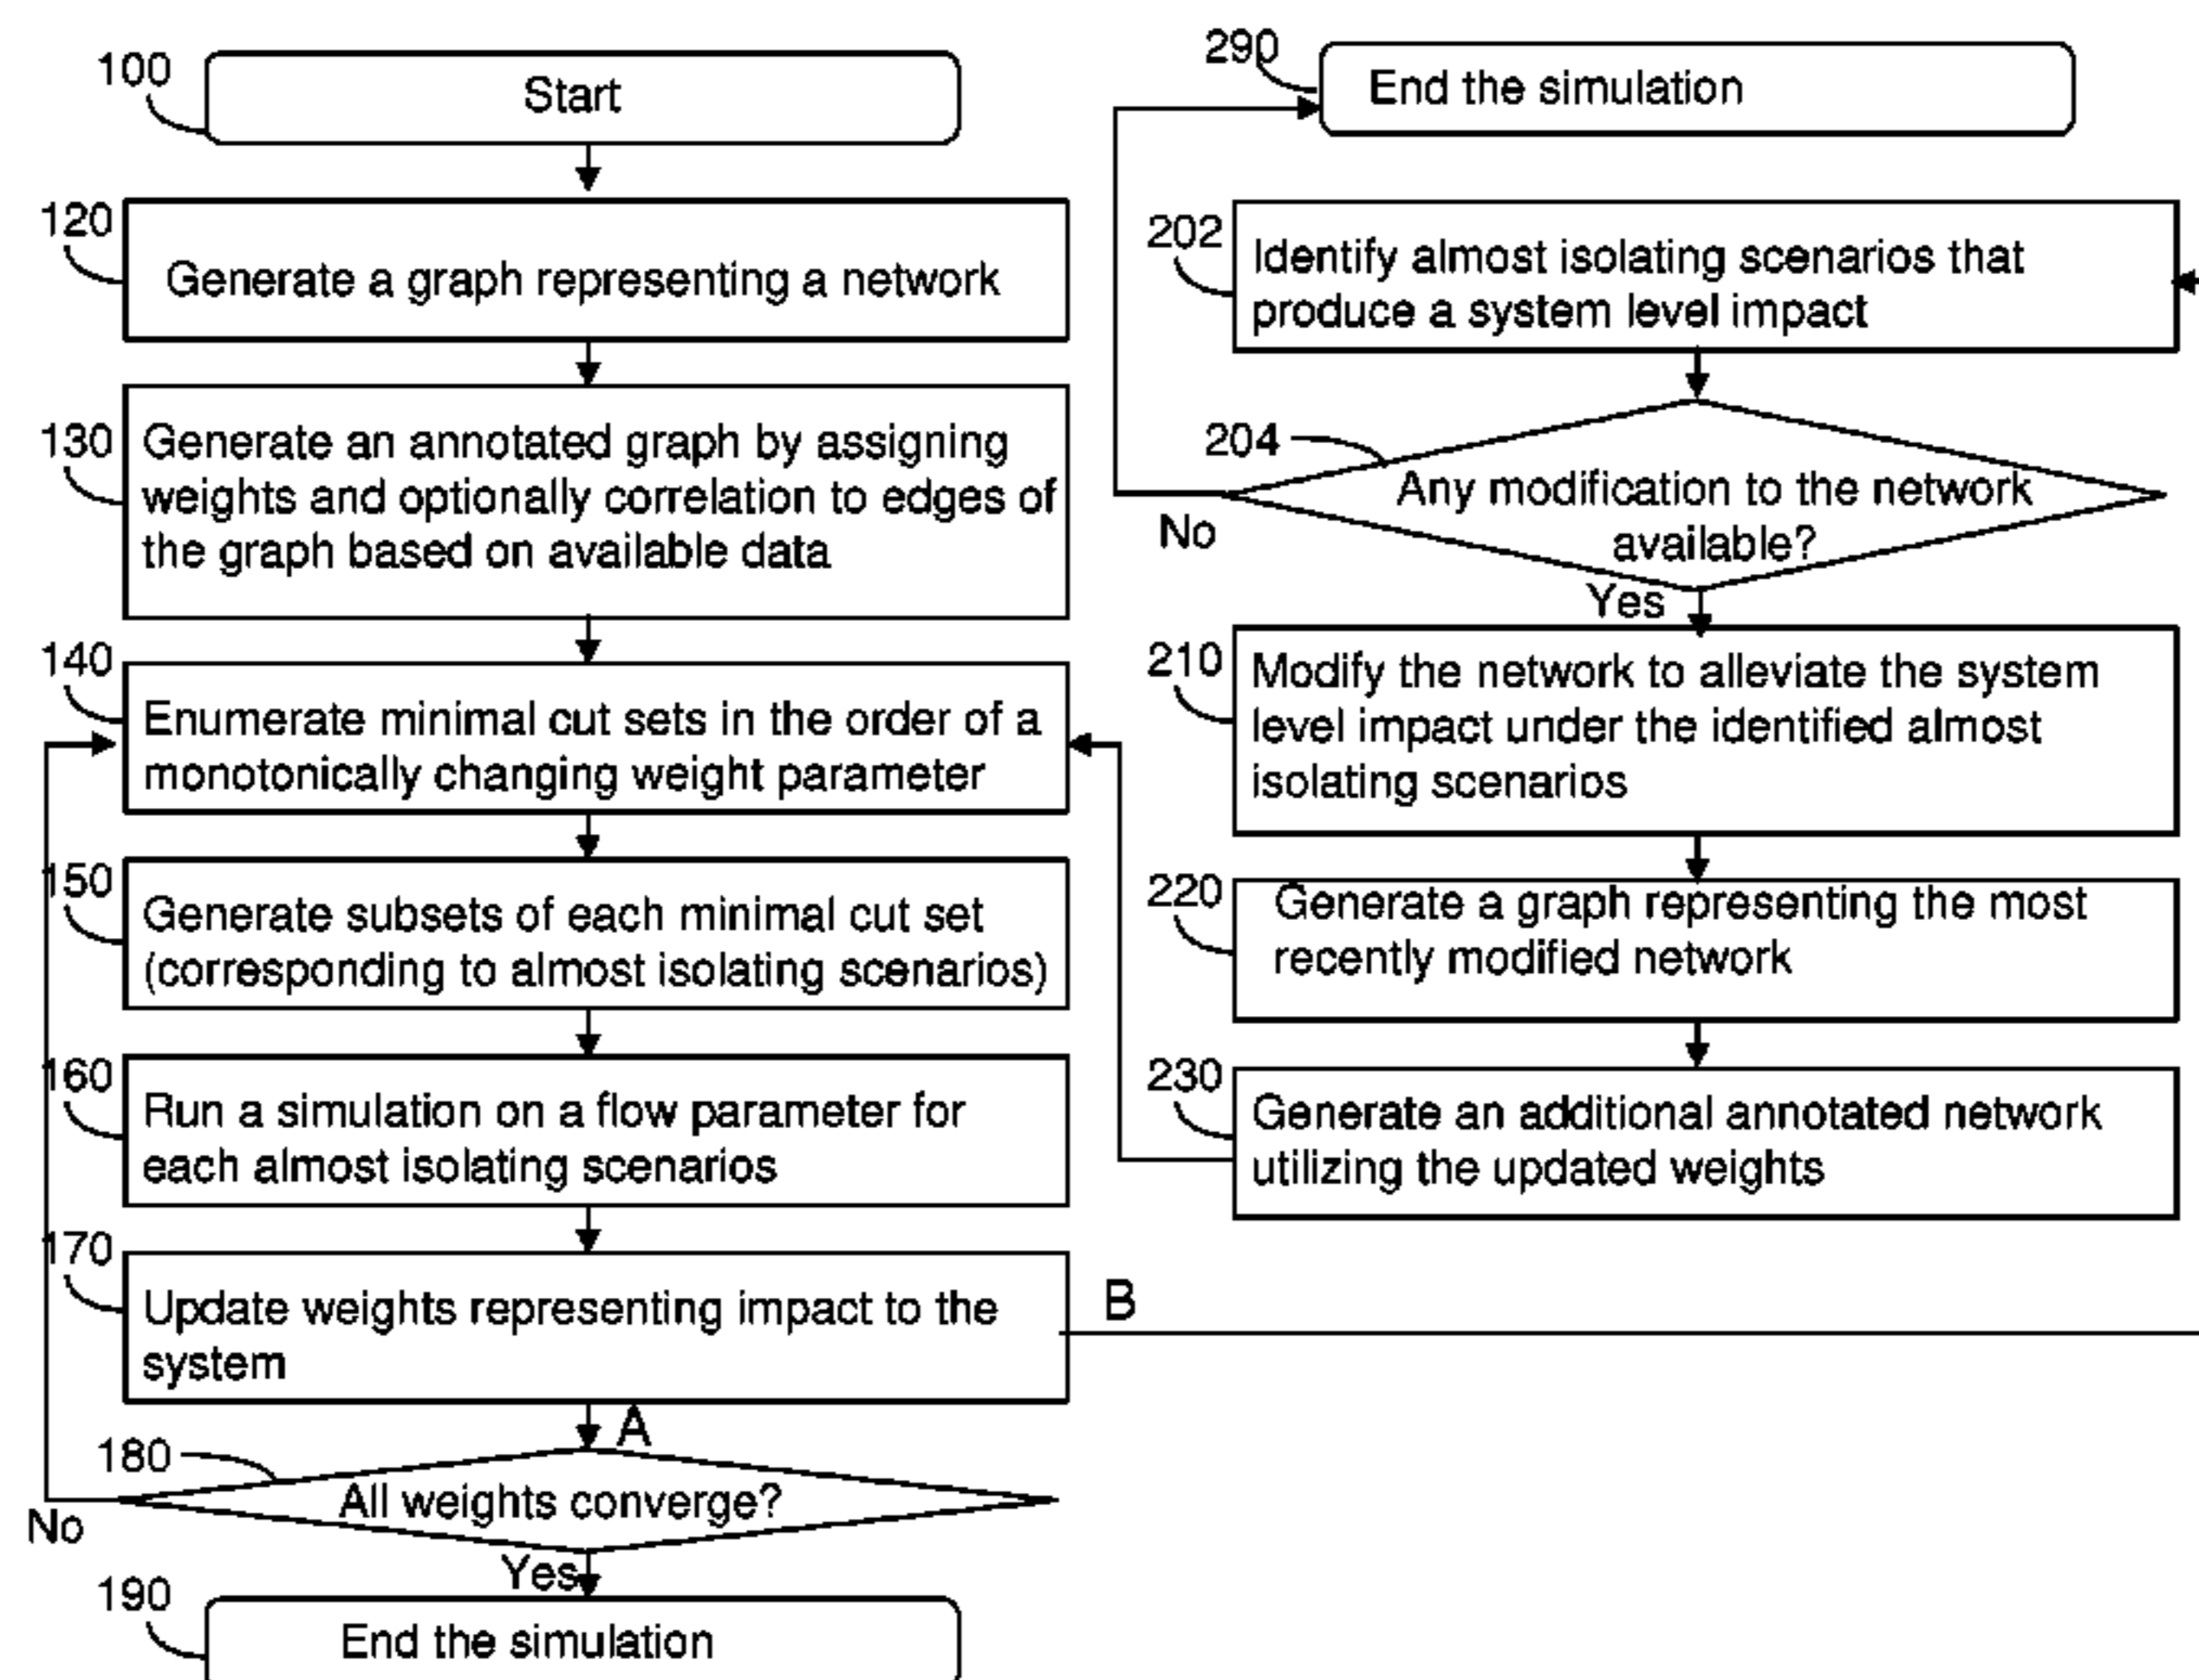 100
Start
120
Generate a graph representing a network
130
Generate an annotated graph by assigning
weights and optionally correlation to edges of
the graph based on available data
140
Enumerate minimal cut sets in the order of a
monotonically changing weight parameter
150
Generate subsets of each minimal cut set
(corresponding to almost isolating scenarios)
160
Run a simulation on a flow parameter for
each almost isolating scenarios
170
Update weights representing impact to the
system
B
A
180
All weights converge?
No
Yes
190
End the simulation
290
End the simulation
202
Identify almost isolating scenarios that
produce a system level impact
204
Any modification to the network
available?
No
Yes
210
Modify the network to alleviate the system
level impact under the identified almost
isolating scenarios
220
Generate a graph representing the most
recently modified network
230
Generate an additional annotated network
utilizing the updated weights